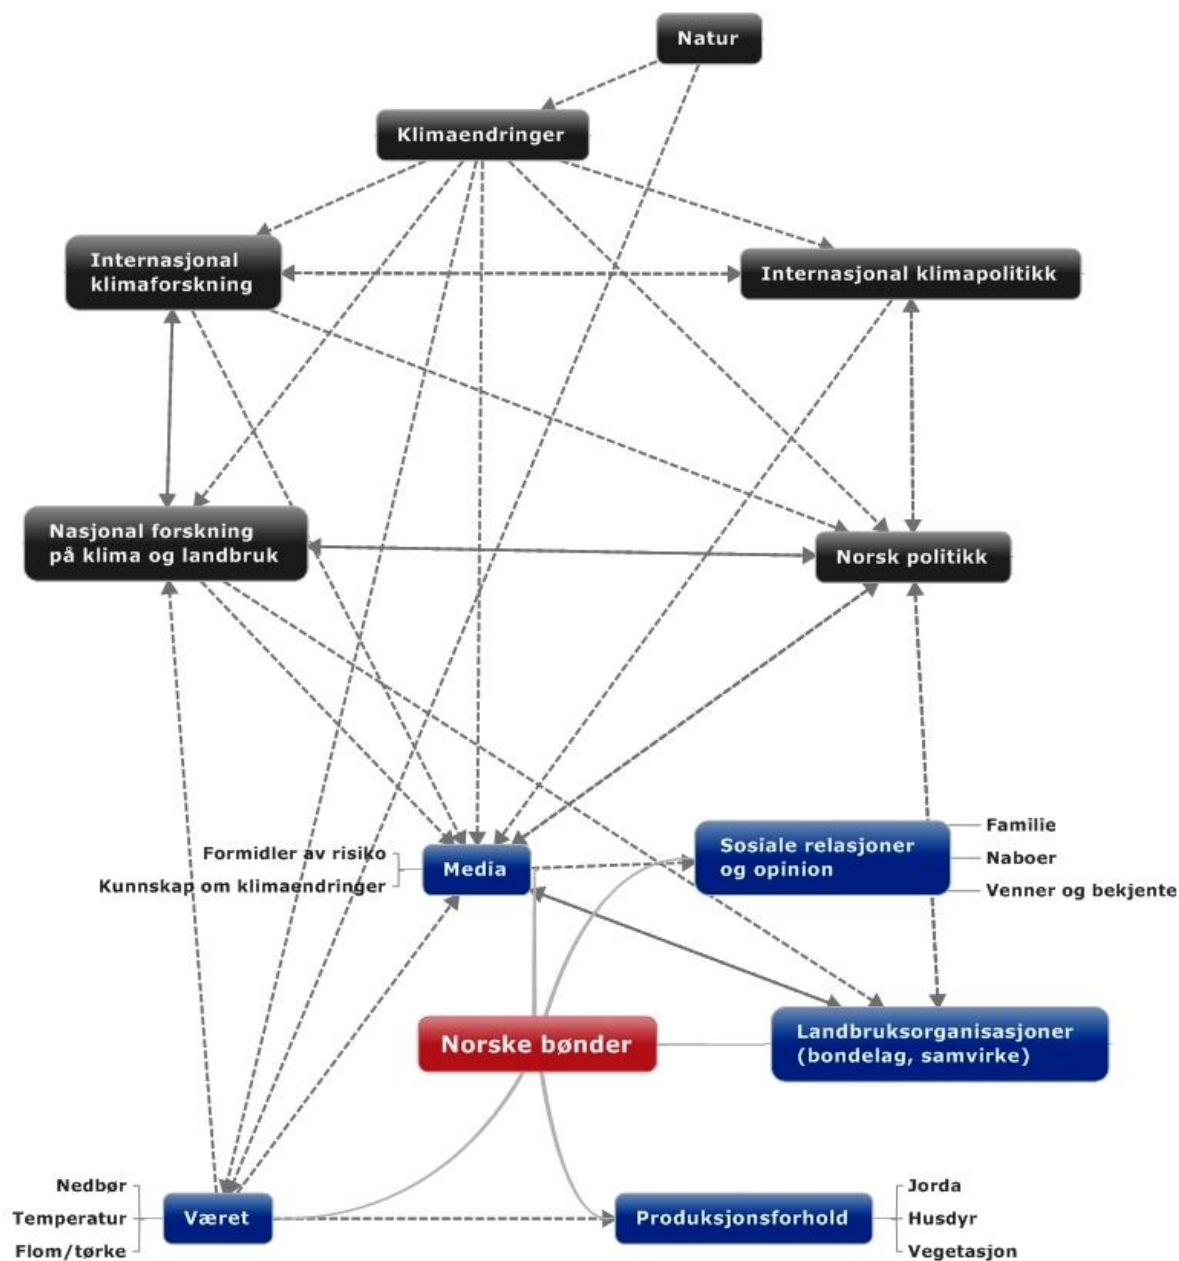 Natur
Klimaendringer
Internasjonal
klimaforskning
Internasjonal klimapolitikk
Nasjonal forskning
på klima og landbruk
Norsk politikk
Formidler av risiko
Kunnskap om klimaendringer
Media
Sosiale relasjoner
og opinion
Familie
Naboer
Venner og bekjente
Norske bønder
Landbruksorganisasjoner
(bondelag, samvirke)
Nedbør
Temperatur
Flom/tørke
Været
Produksjonsforhold
Jorda
Husdyr
Vegetasjon